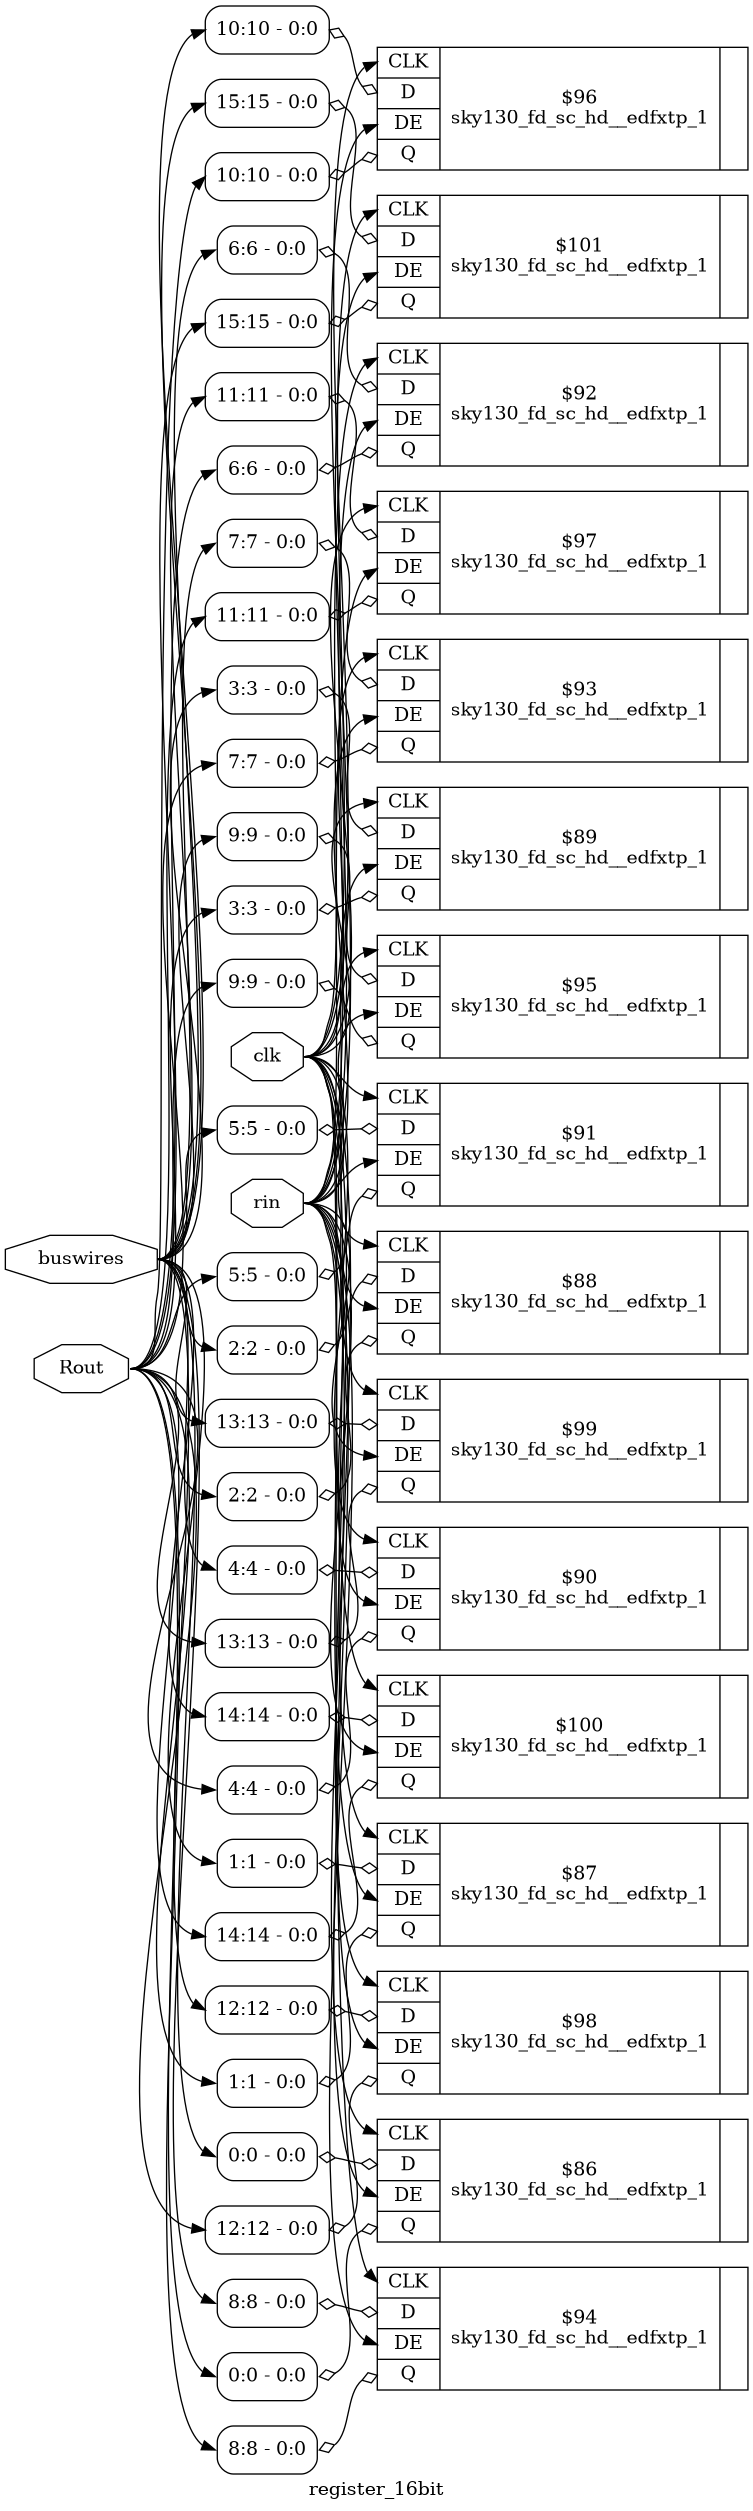 10:10 - 0:0
15:15 - 0:0
10:10 - 0:0
6:6 - 0:0
15:15 - 0:0
11:11 - 0:0
6:6 - 0:0
7:7 - 0:0
11:11 - 0:0
3:3 - 0:0
7:7 - 0:0
9:9 - 0:0
3:3 - 0:0
9:9 - 0:0
clk
5:5 - 0:0
rin
buswires
5:5 - 0:0
2:2 - 0:0
Rout
13:13 - 0:0
2:2 - 0:0
4:4 - 0:0
13:13 - 0:0
14:14 - 0:0
4:4 - 0:0
1:1 - 0:0
14:14 - 0:0
12:12 - 0:0
1:1 - 0:0
0:0 - 0:0
12:12 - 0:0
8:8 - 0:0
0:0 - 0:0
8:8 - 0:0
CLK
D
DE
Q
$96
sky130_fd_sc_hd__edfxtp_1
CLK
D
DE
Q
$101
sky130_fd_sc_hd__edfxtp_1
CLK
D
DE
Q
$92
sky130_fd_sc_hd__edfxtp_1
CLK
D
DE
Q
$97
sky130_fd_sc_hd__edfxtp_1
CLK
D
DE
Q
$93
sky130_fd_sc_hd__edfxtp_1
CLK
D
DE
Q
$89
sky130_fd_sc_hd__edfxtp_1
CLK
D
DE
Q
$95
sky130_fd_sc_hd__edfxtp_1
CLK
D
DE
Q
$91
sky130_fd_sc_hd__edfxtp_1
CLK
D
DE
Q
$88
sky130_fd_sc_hd__edfxtp_1
CLK
D
DE
Q
$99
sky130_fd_sc_hd__edfxtp_1
CLK
D
DE
Q
$90
sky130_fd_sc_hd__edfxtp_1
CLK
D
DE
Q
$100
sky130_fd_sc_hd__edfxtp_1
CLK
D
DE
Q
$87
sky130_fd_sc_hd__edfxtp_1
CLK
D
DE
Q
$98
sky130_fd_sc_hd__edfxtp_1
CLK
D
DE
Q
$86
sky130_fd_sc_hd__edfxtp_1
CLK
D
DE
Q
$94
sky130_fd_sc_hd__edfxtp_1
register_16bit